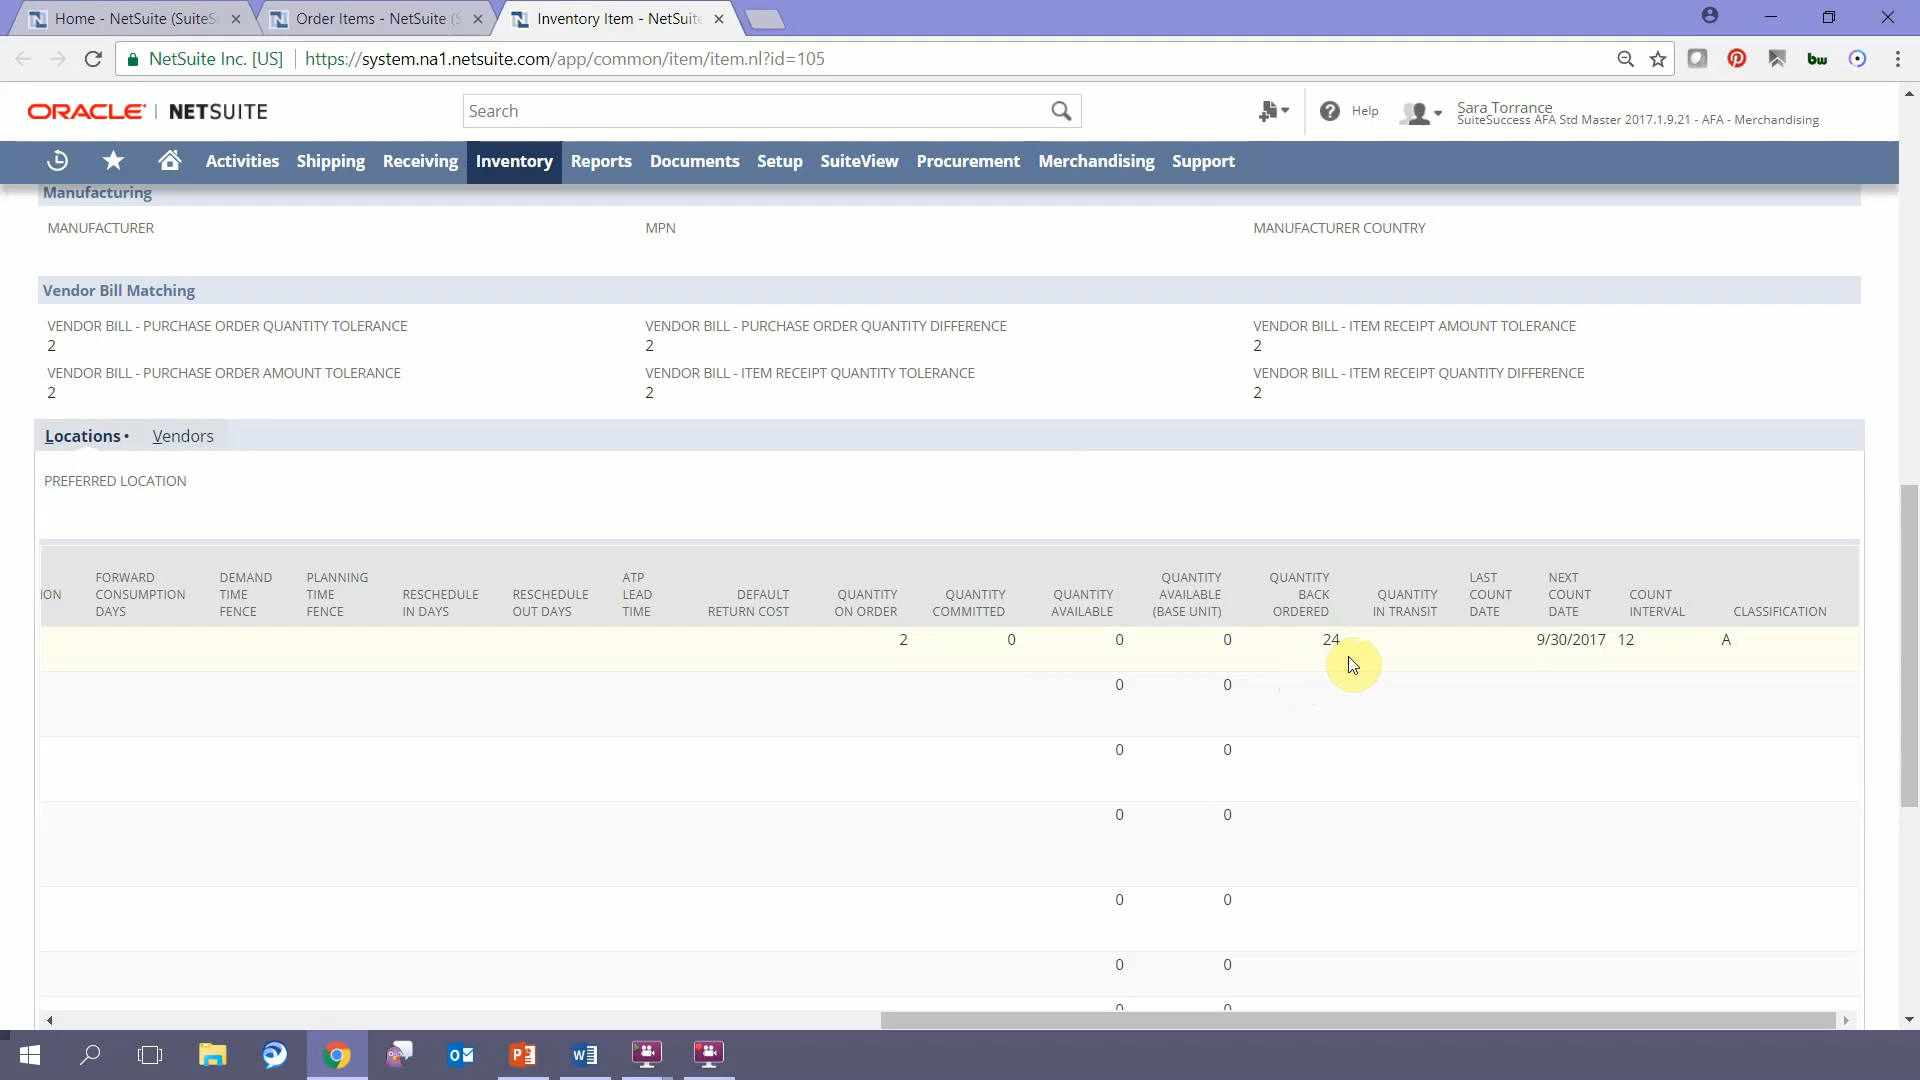 Home - NetSuite (SuiteS
Order Items - NetSuite (S
Inventory Item - NetSuite
NetSuite Inc. [US]
https://system.na1.netsuite.com/app/common/item/item.nl?id=105
bw
ORACLE | NETSUITE
Search
Help
Sara Torrance
SuiteSuccess AFA Std Master 2017.1.9.21 - AFA - Merchandising
Activities Shipping Receiving Inventory Reports Documents Setup SuiteView Procurement Merchandising Support
Manufacturing
MANUFACTURER
MPN
MANUFACTURER COUNTRY
Vendor Bill Matching
VENDOR BILL - PURCHASE ORDER QUANTITY TOLERANCE
2
VENDOR BILL - PURCHASE ORDER QUANTITY DIFFERENCE
2
VENDOR BILL - ITEM RECEIPT AMOUNT TOLERANCE
2
VENDOR BILL - PURCHASE ORDER AMOUNT TOLERANCE
2
VENDOR BILL - ITEM RECEIPT QUANTITY TOLERANCE
2
VENDOR BILL - ITEM RECEIPT QUANTITY DIFFERENCE
2
Locations • Vendors
PREFERRED LOCATION
ION
FORWARD
CONSUMPTION
DAYS
DEMAND
TIME
FENCE
PLANNING
TIME
FENCE
RESCHEDULE
IN DAYS
RESCHEDULE
OUT DAYS
ATP
LEAD
TIME
DEFAULT
RETURN COST
QUANTITY
ON ORDER
QUANTITY
COMMITTED
QUANTITY
AVAILABLE
QUANTITY
AVAILABLE
(BASE UNIT)
QUANTITY
BACK
ORDERED
QUANTITY
IN TRANSIT
LAST
COUNT
DATE
NEXT
COUNT
DATE
COUNT
INTERVAL
CLASSIFICATION
2 0 0 0 24 9/30/2017 12 A
0 0
0 0
0 0
0 0
0 0
0 0